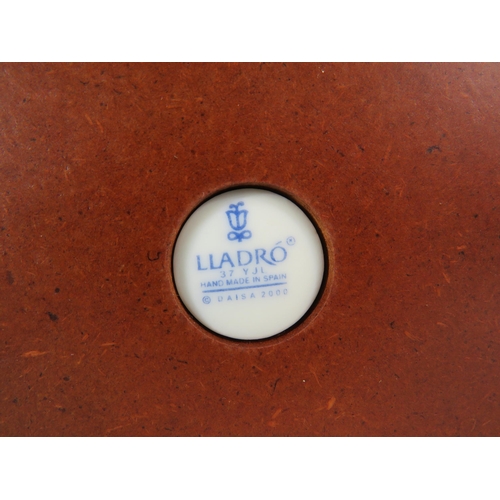 LLADRÓ®
37 YJL
HAND MADE IN SPAIN
© DAISA 2000